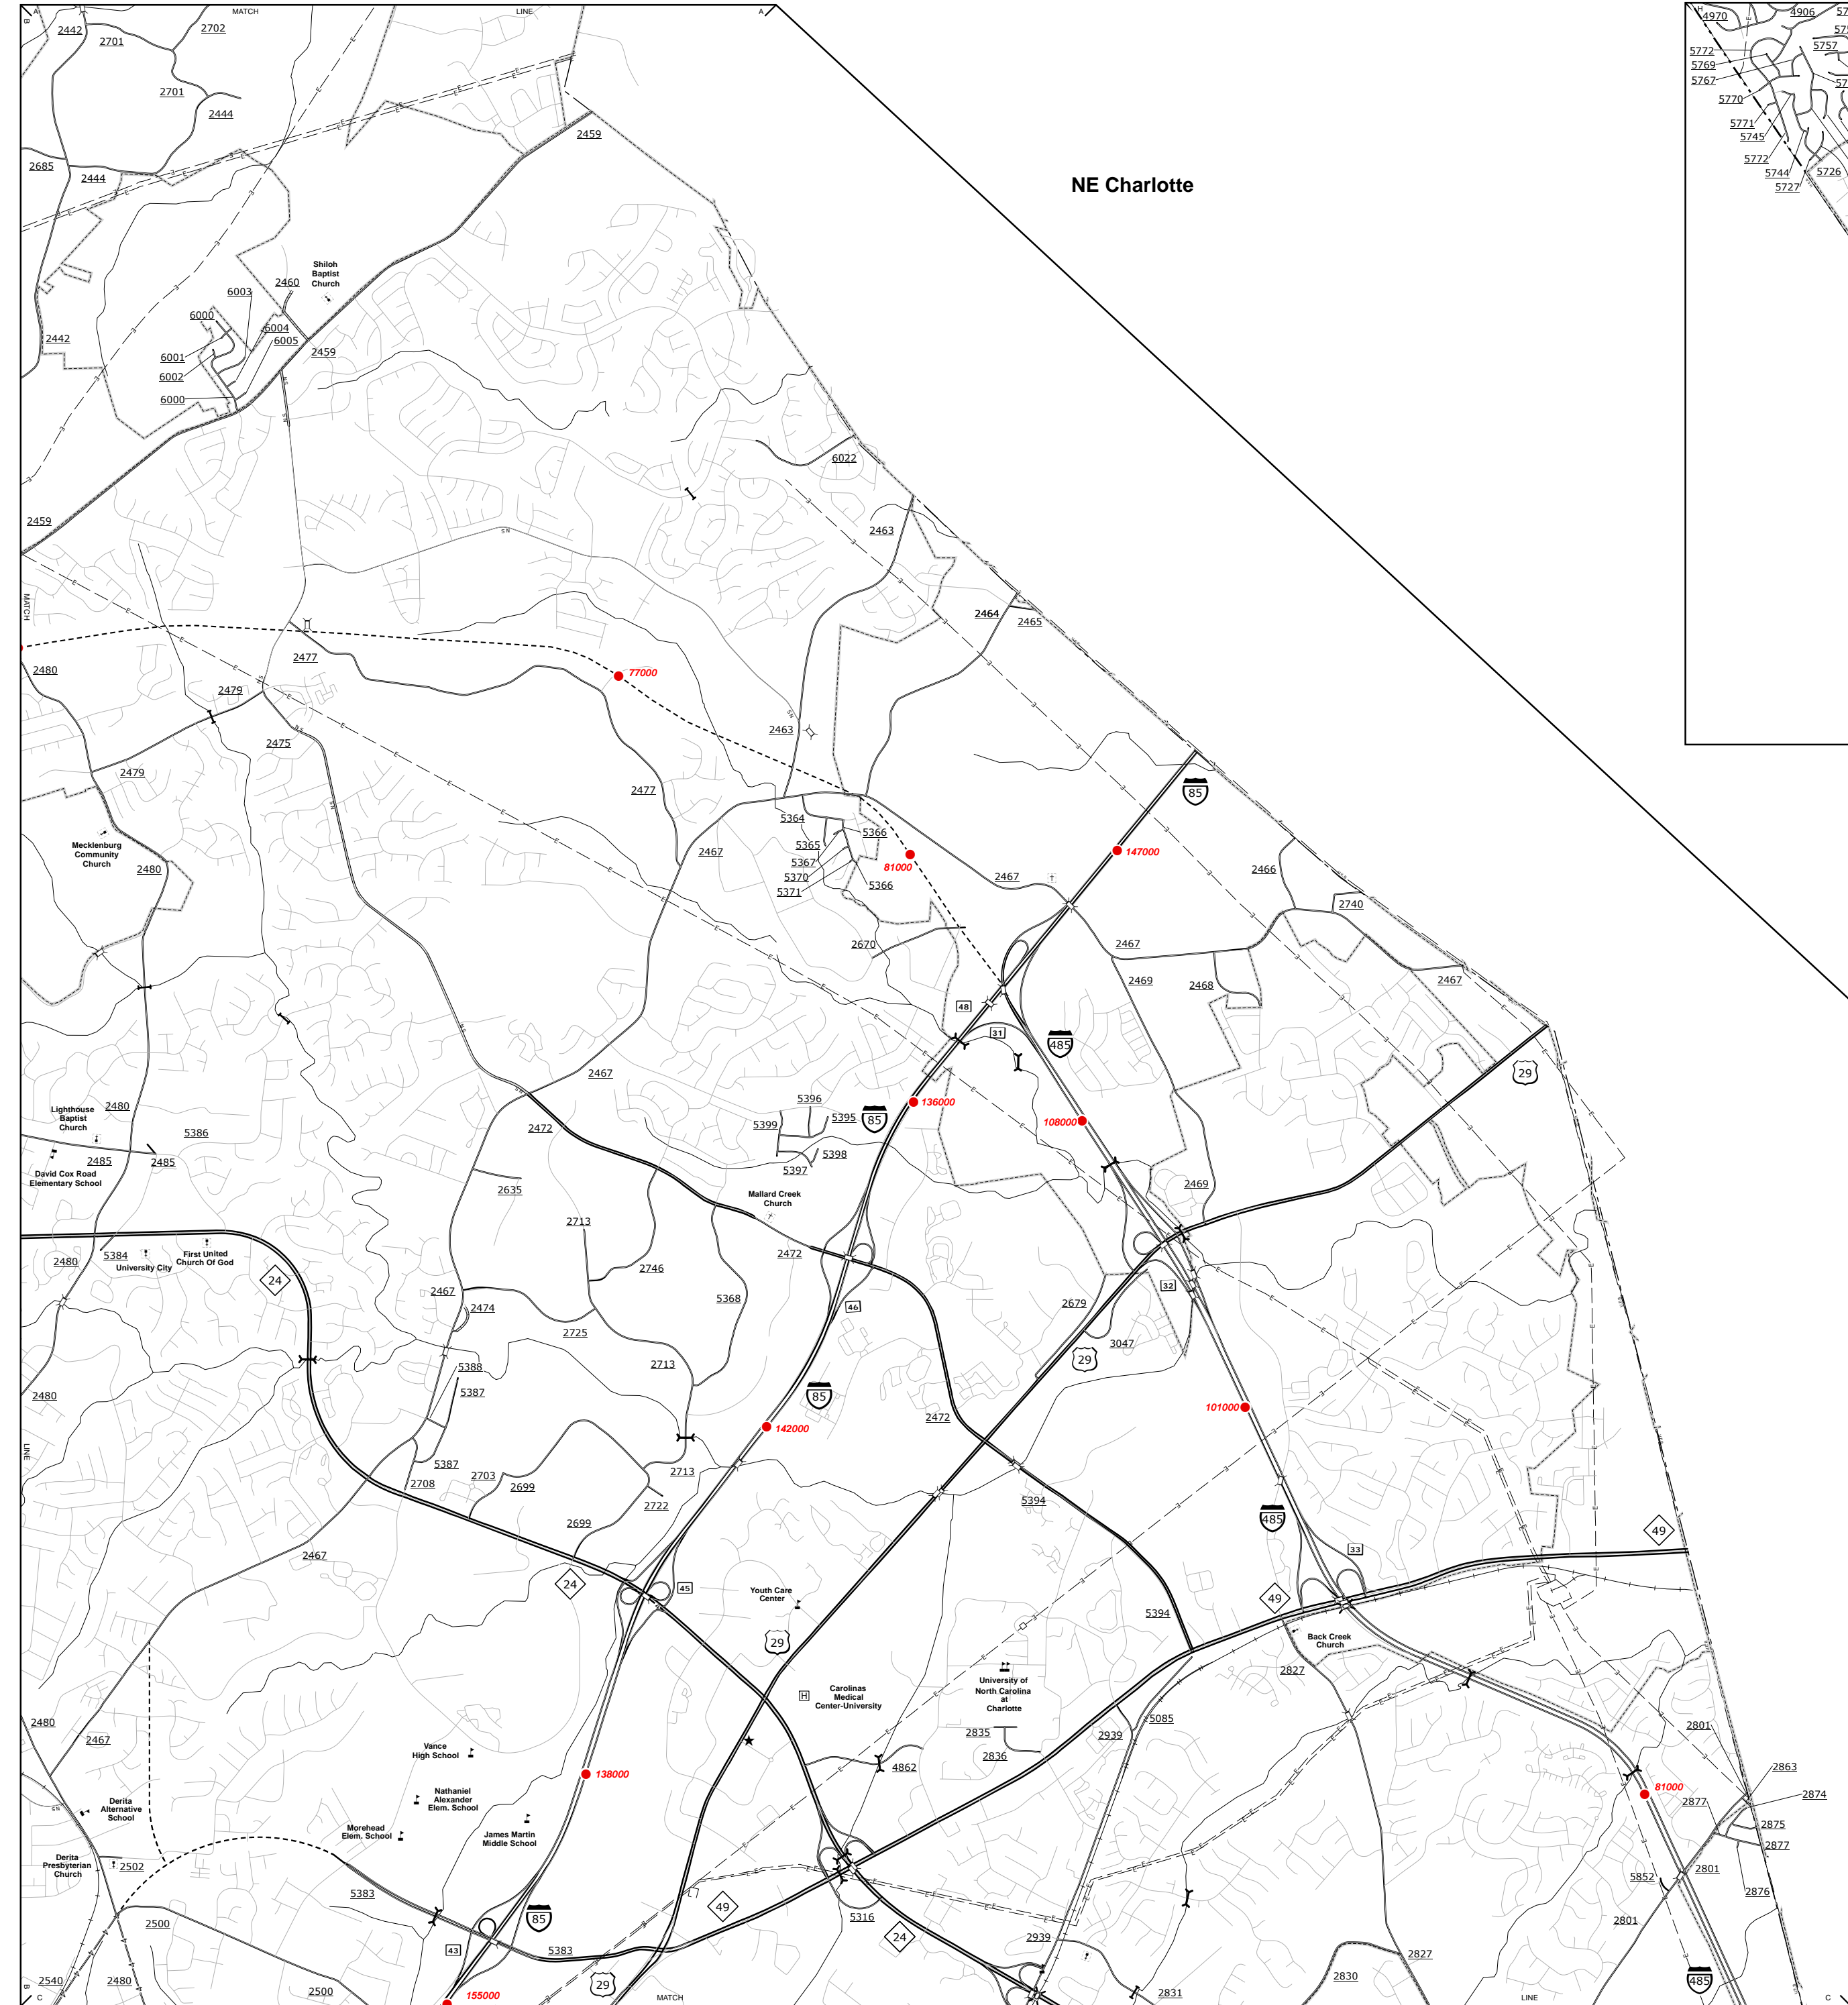 A
MATCH
LINE
A
B
2442
2701
2702
2701
2444
2685
2444
2459
NE Charlotte
H
4970
4906
5772
5769
5757
5767
5770
5771
5745
5772
5744
5726
5727
Shiloh
Baptist
Church
2460
6003
6000
6004
6005
6001
2442
2459
6002
6000
6022
2459
2463
MATCH
2464
2465
2480
2477
77000
2479
2463
2475
2479
2477
85
5364
5366
5365
2467
147000
5367
81000
5370
5371
5366
Mecklenburg
Community
Church
2480
2467
2466
2740
2670
2467
2469
2468
2467
48
31
485
2467
29
136000
5396
5395
85
5399
108000
2480
Lighthouse
Baptist
Church
5386
2472
5398
5397
2485
2485
David Cox Road
Elementary School
2635
2469
Mallard Creek
Church
2713
2480
5384
University City
First United
Church Of God
24
2472
2746
2467
2474
5368
46
32
2679
2725
3047
29
2713
5388
5387
2480
85
101000
142000
2472
LINE
5387
2708
2703
2699
2713
2722
5394
485
2699
2467
49
33
24
45
Youth Care
Center
49
5394
29
Back Creek
Church
H
Carolinas
Medical
Center-University
University of
North Carolina
at
Charlotte
2827
2480
2467
5085
2835
2939
2836
2801
Vance
High School
4862
2863
138000
81000
2874
Nathaniel
Alexander
Elem. School
2877
Derita
Alternative
School
2875
Morehead
Elem. School
James Martin
Middle School
2877
Derita
Presbyterian
Church
2502
2801
5852
2876
5383
49
85
5316
2801
2500
24
43
5383
2939
2827
2540
2480
29
2830
485
2500
2831
B
C
155000
MATCH
LINE
C